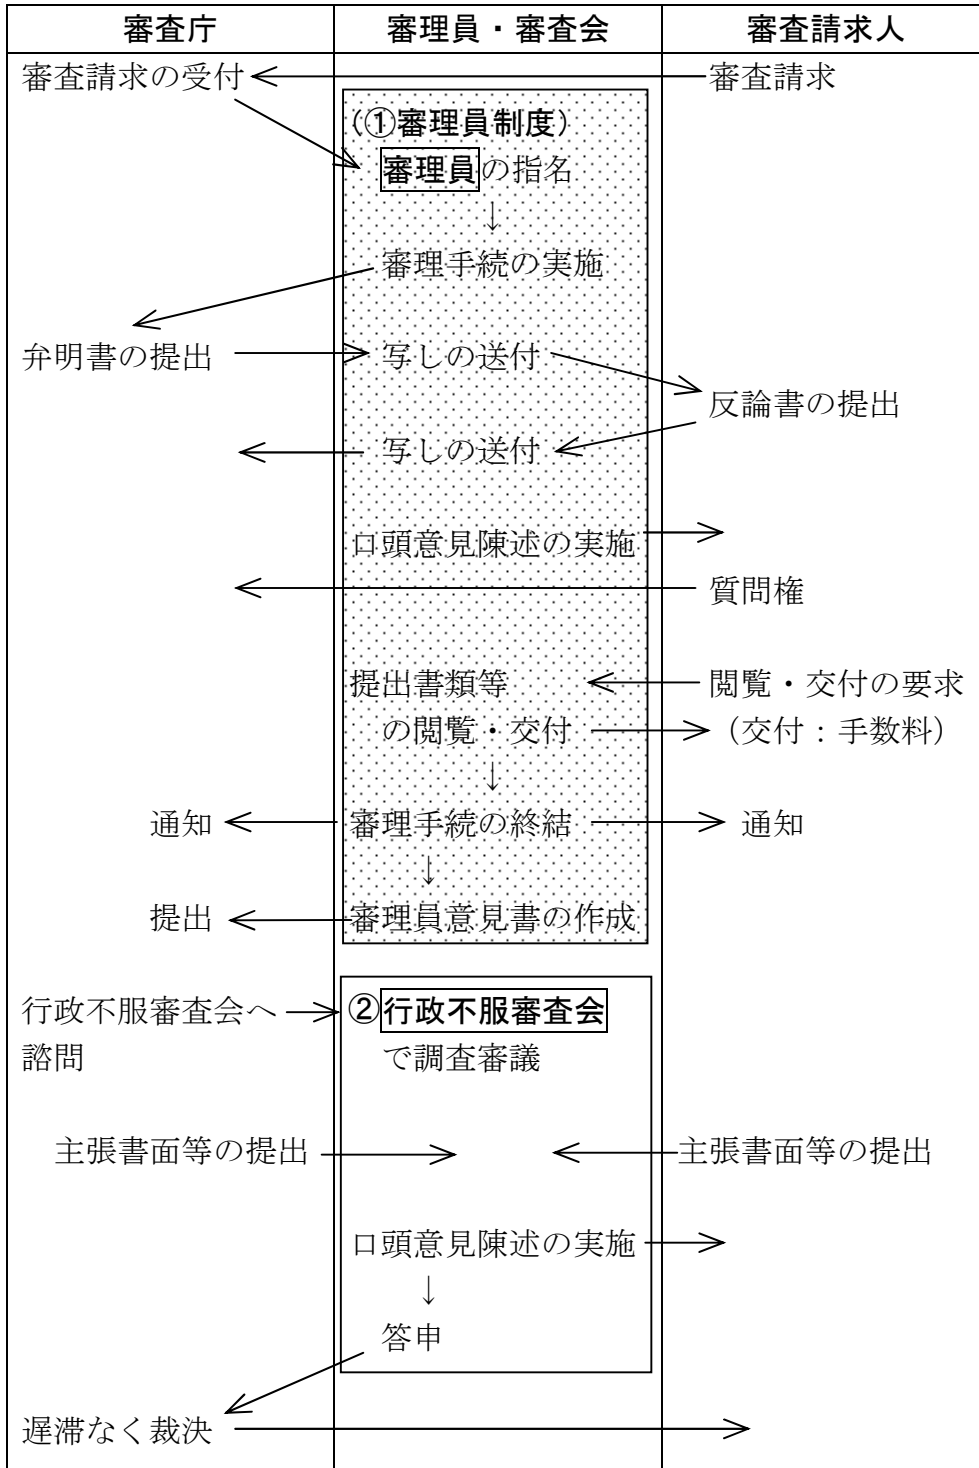 審査庁 審理員・審査会 審査請求人
審査請求の受付 審査請求
(①審理員制度)
審理員の指名
↓
審理手続の実施
弁明書の提出 写しの送付
反論書の提出
写しの送付
口頭意見陳述の実施
質問権
提出書類等 閲覧・交付の要求
の閲覧・交付 (交付:手数料)
↓
通知 審理手続の終結 通知
↓
提出 審理員意見書の作成
行政不服審査会へ ②行政不服審査会
諮問 で調査審議
主張書面等の提出 主張書面等の提出
口頭意見陳述の実施
↓
答申
遅滞なく裁決